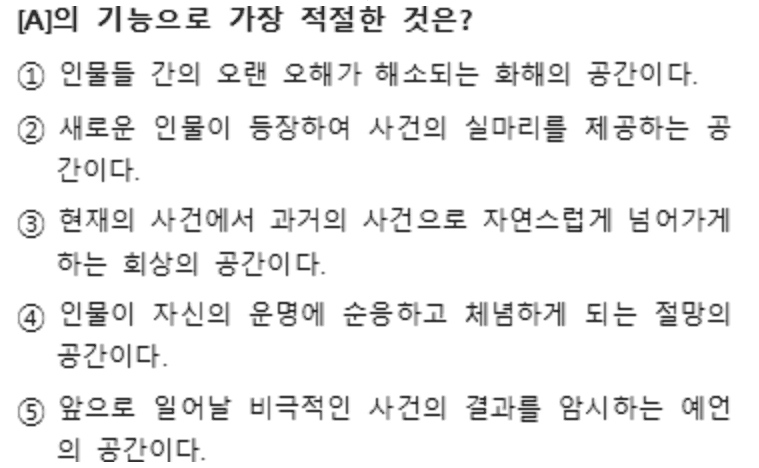 [A]의 기능으로 가장 적절한 것은?
① 인물들 간의 오랜 오해가 해소되는 화해의 공간이다.
② 새로운 인물이 등장하여 사건의 실마리를 제공하는 공
간이다.
③ 현재의 사건에서 과거의 사건으로 자연스럽게 넘어가게
하는 회상의 공간이다.
④ 인물이 자신의 운명에 순응하고 체념하게 되는 절망의
공간이다.
⑤ 앞으로 일어날 비극적인 사건의 결과를 암시하는 예언
의 공간이다.